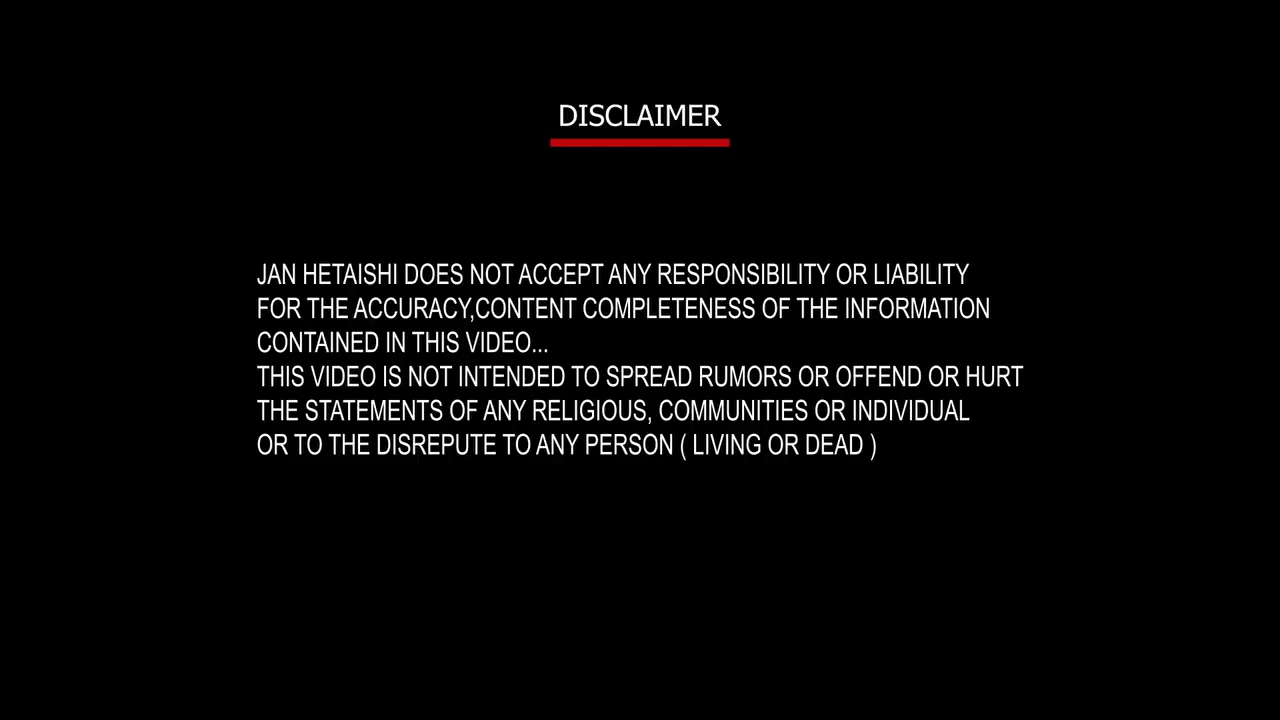 DISCLAIMER
JAN HETAISHI DOES NOT ACCEPT ANY RESPONSIBILITY OR LIABILITY
FOR THE ACCURACY,CONTENT COMPLETENESS OF THE INFORMATION
CONTAINED IN THIS VIDEO...
THIS VIDEO IS NOT INTENDED TO SPREAD RUMORS OR OFFEND OR HURT
THE STATEMENTS OF ANY RELIGIOUS, COMMUNITIES OR INDIVIDUAL
OR TO THE DISREPUTE TO ANY PERSON ( LIVING OR DEAD )